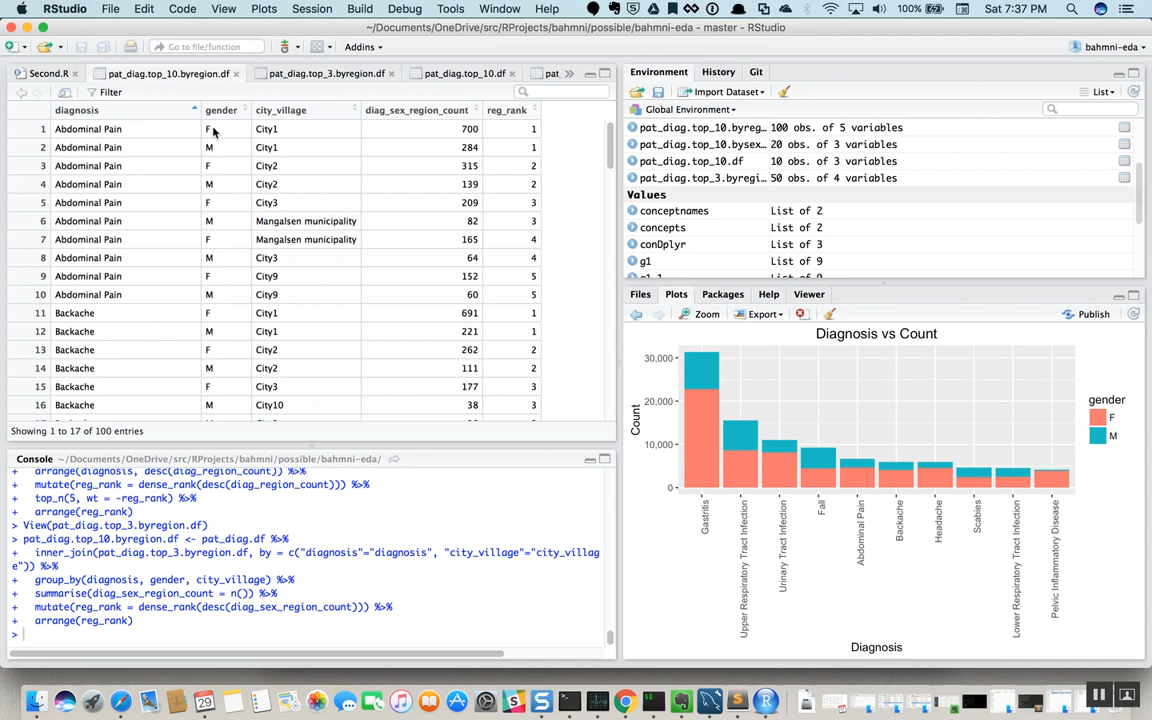 RStudio File Edit Code View Plots Session Build Debug Tools Window Help 100% Sat 7:37 PM
~/Documents/OneDrive/src/RProjects/bahmni/possible/bahmni-eda - master - RStudio
Go to file/function Addins bahmni-eda
Second.R pat_diag.top_10.byregion.df pat_diag.top_3.byregion.df pat_diag.top_10.df pat
Filter
diagnosis gender city_village diag_sex_region_count reg_rank
1 Abdominal Pain F City1 700 1
2 Abdominal Pain M City1 284 1
3 Abdominal Pain F City2 315 2
4 Abdominal Pain M City2 139 2
5 Abdominal Pain F City3 209 3
6 Abdominal Pain M Mangalsen municipality 82 3
7 Abdominal Pain F Mangalsen municipality 165 4
8 Abdominal Pain M City3 64 4
9 Abdominal Pain F City9 152 5
10 Abdominal Pain M City9 60 5
11 Backache F City1 691 1
12 Backache M City1 221 1
13 Backache F City2 262 2
14 Backache M City2 111 2
15 Backache F City3 177 3
16 Backache M City10 38 3
Showing 1 to 17 of 100 entries
Console ~/Documents/OneDrive/src/RProjects/bahmni/possible/bahmni-eda/
+ arrange(diagnosis, desc(diag_region_count)) %>%
+ mutate(reg_rank = dense_rank(desc(diag_region_count))) %>%
+ top_n(5, wt = -reg_rank) %>%
+ arrange(reg_rank)
> View(pat_diag.top_3.byregion.df)
> pat_diag.top_10.byregion.df <- pat_diag.df %>%
+ inner_join(pat_diag.top_3.byregion.df, by = c("diagnosis"="diagnosis", "city_village"="city_villag
e")) %>%
+ group_by(diagnosis, gender, city_village) %>%
+ summarise(diag_sex_region_count = n()) %>%
+ mutate(reg_rank = dense_rank(desc(diag_sex_region_count))) %>%
+ arrange(reg_rank)
>
Environment History Git
Import Dataset List
Global Environment
pat_diag.top_10.byreg… 100 obs. of 5 variables
pat_diag.top_10.bysex… 20 obs. of 3 variables
pat_diag.top_10.df 10 obs. of 3 variables
pat_diag.top_3.byregi… 50 obs. of 4 variables
Values
conceptnames List of 2
concepts List of 2
conDplyr List of 3
g1 List of 9
g1.1 List of 9
Files Plots Packages Help Viewer
Zoom Export Publish
Diagnosis vs Count
Count
30,000
20,000
10,000
0
gender
F
M
Gastritis
Upper Respiratory Tract Infection
Urinary Tract Infection
Fall
Abdominal Pain
Backache
Headache
Scabies
Lower Respiratory Tract Infection
Pelvic Inflammatory Disease
Diagnosis